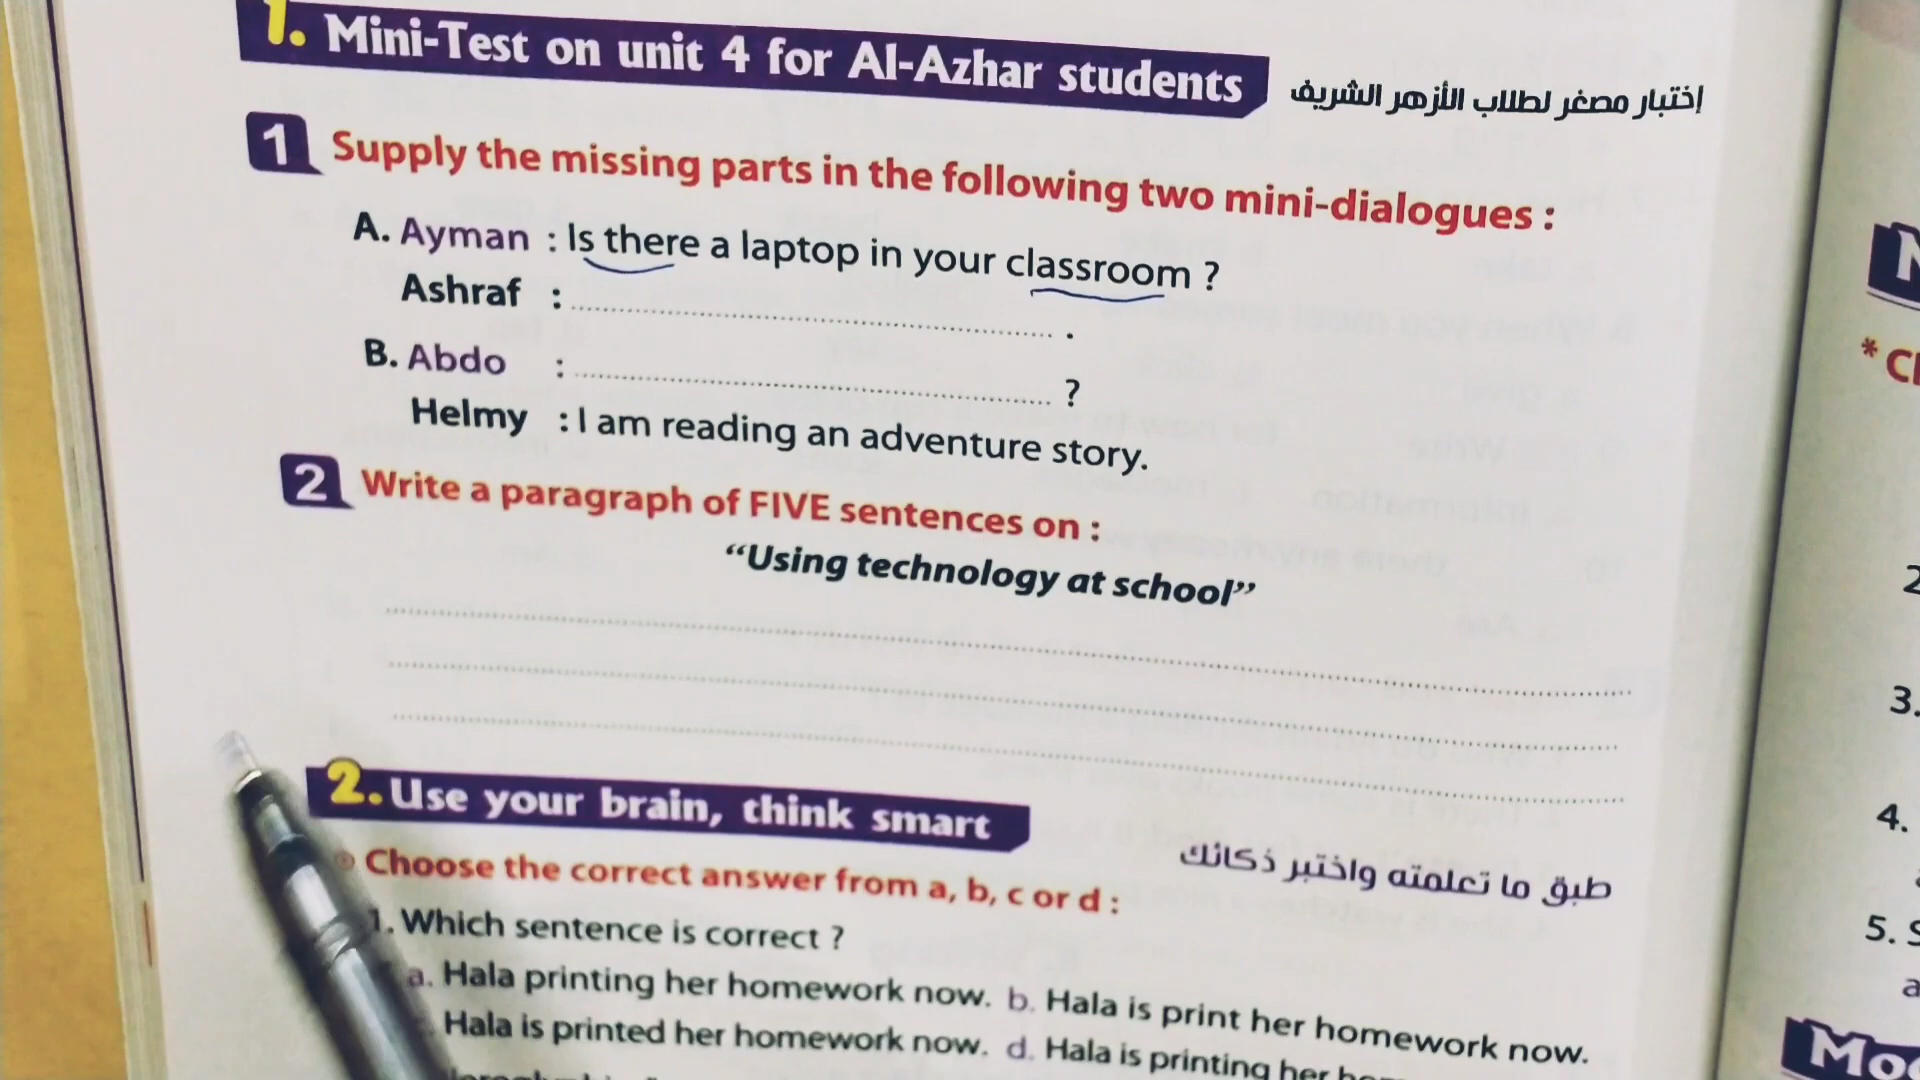 1. Mini-Test on unit 4 for Al-Azhar students
إختبار مصغر لطلاب الأزهر الشريف
1 Supply the missing parts in the following two mini-dialogues :
A. Ayman : Is there a laptop in your classroom ?
Ashraf : .
B. Abdo : ?
Helmy : I am reading an adventure story.
2 Write a paragraph of FIVE sentences on :
“Using technology at school”
2. Use your brain, think smart
طبق ما تعلمته واختبر ذكائك
Choose the correct answer from a, b, c or d :
1. Which sentence is correct ?
a. Hala printing her homework now. b. Hala is print her homework now.
Hala is printed her homework now. d. Hala is printing her
2
3.
4.
5.